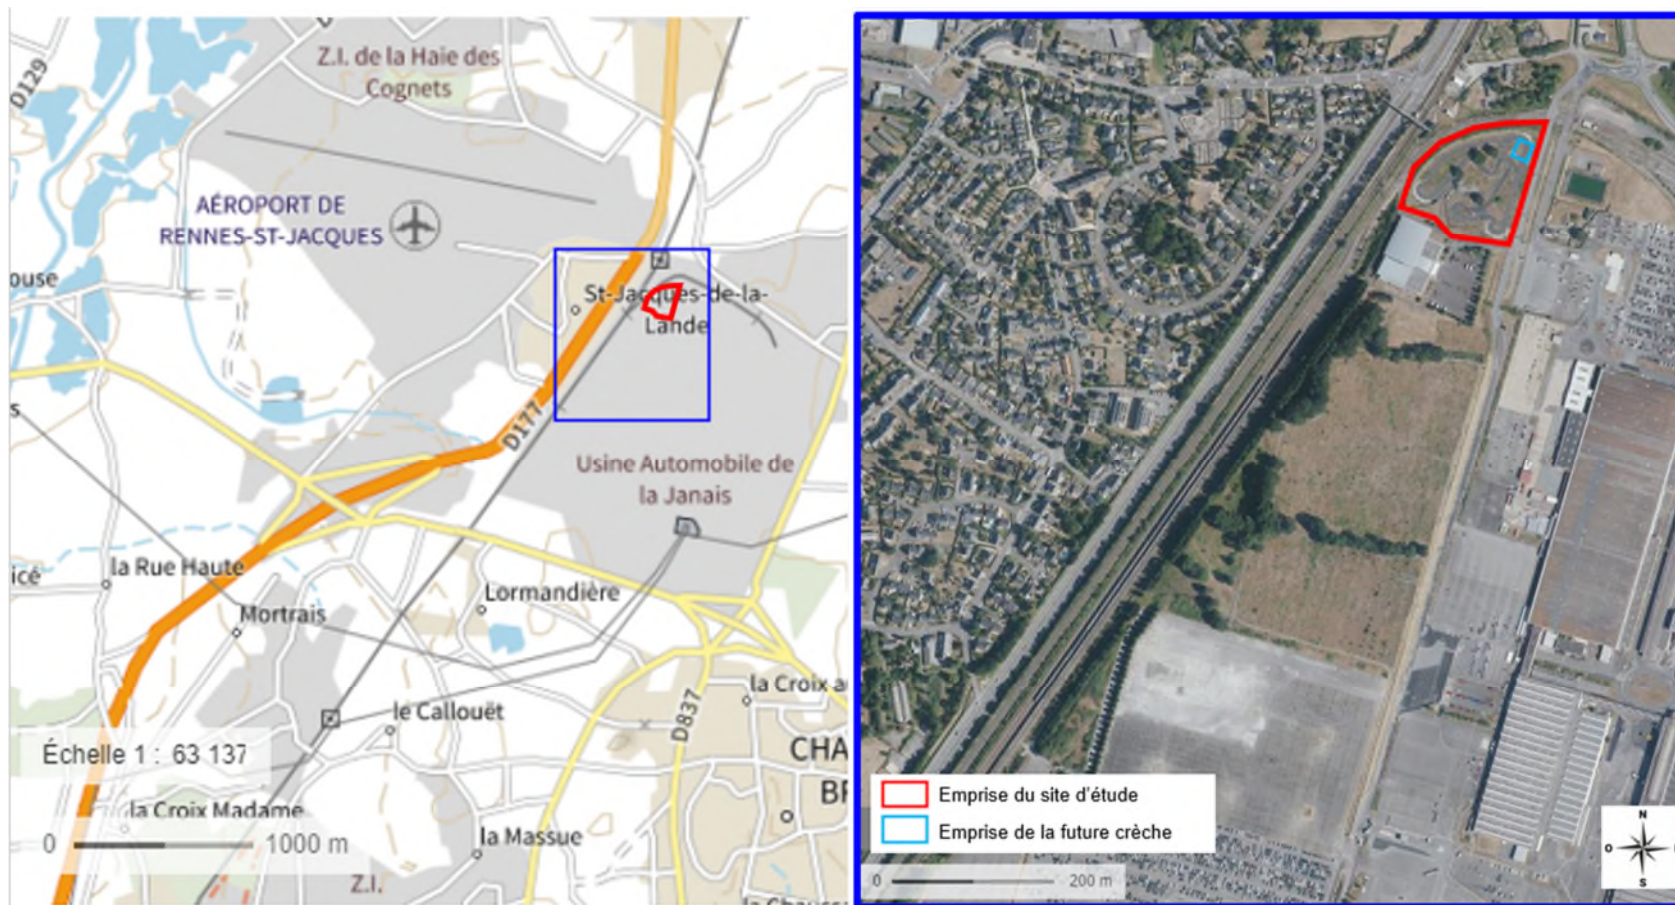 D129
Z.I. de la Haie des
Cognets
AÉROPORT DE
RENNES-ST-JACQUES
ouse
St-Jacques-de-la-
Lande
s
D177
Usine Automobile de
la Janais
icé
la Rue Haute
Lormandière
Mortrais
la Croix a
le Callouët
D837
CHA
BR
Échelle 1 : 63 137
la Croix Madame
0 1000 m
la Massue
Z.I.
la Chauss
Emprise du site d'étude
Emprise de la future crèche
0 200 m
N
O
S